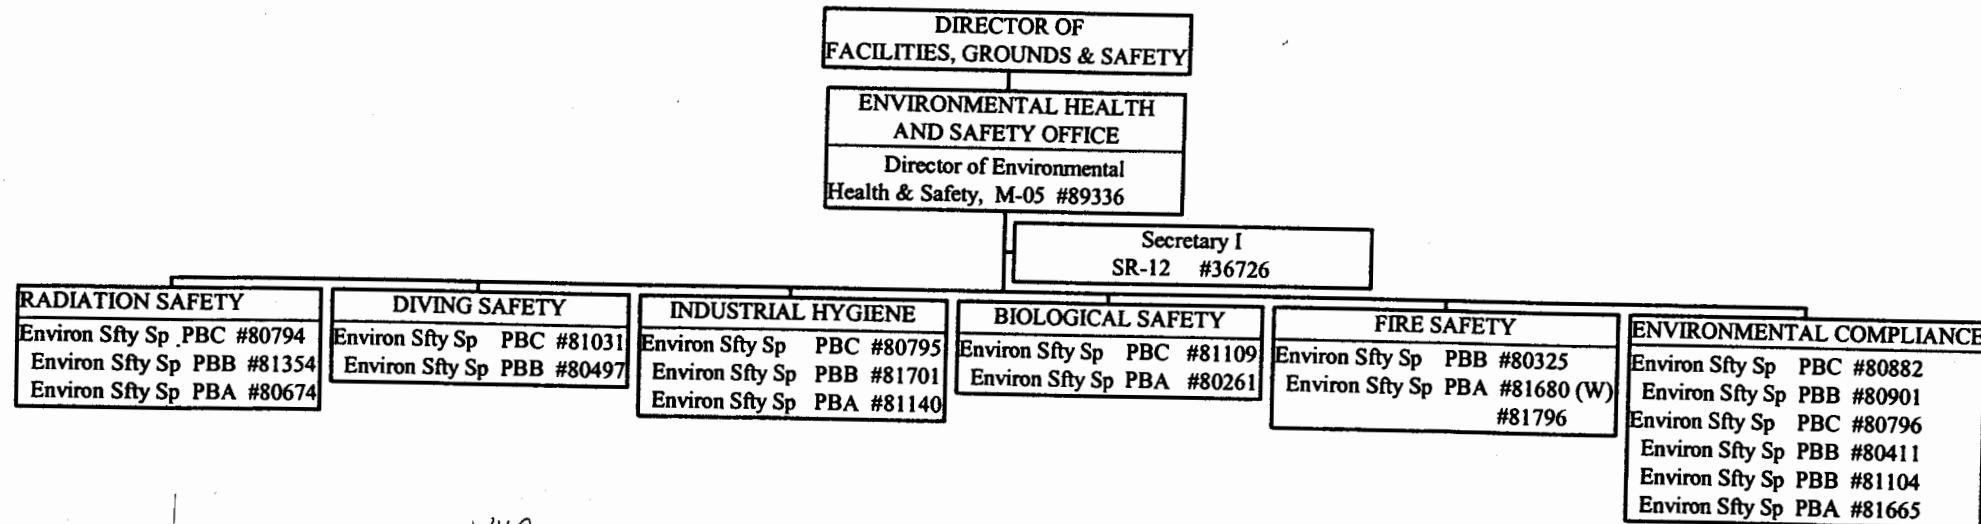 DIRECTOR OF
FACILITIES, GROUNDS & SAFETY
ENVIRONMENTAL HEALTH
AND SAFETY OFFICE
Director of Environmental
Health & Safety, M-05 #89336
Secretary I
SR-12 #36726
RADIATION SAFETY
Environ Sfty Sp PBC #80794
Environ Sfty Sp PBB #81354
Environ Sfty Sp PBA #80674
DIVING SAFETY
Environ Sfty Sp PBC #81031
Environ Sfty Sp PBB #80497
INDUSTRIAL HYGIENE
Environ Sfty Sp PBC #80795
Environ Sfty Sp PBB #81701
Environ Sfty Sp PBA #81140
BIOLOGICAL SAFETY
Environ Sfty Sp PBC #81109
Environ Sfty Sp PBA #80261
FIRE SAFETY
Environ Sfty Sp PBB #80325
Environ Sfty Sp PBA #81680 (W)
#81796
ENVIRONMENTAL COMPLIANCE
Environ Sfty Sp PBC #80882
Environ Sfty Sp PBB #80901
Environ Sfty Sp PBC #80796
Environ Sfty Sp PBB #80411
Environ Sfty Sp PBB #81104
Environ Sfty Sp PBA #81665